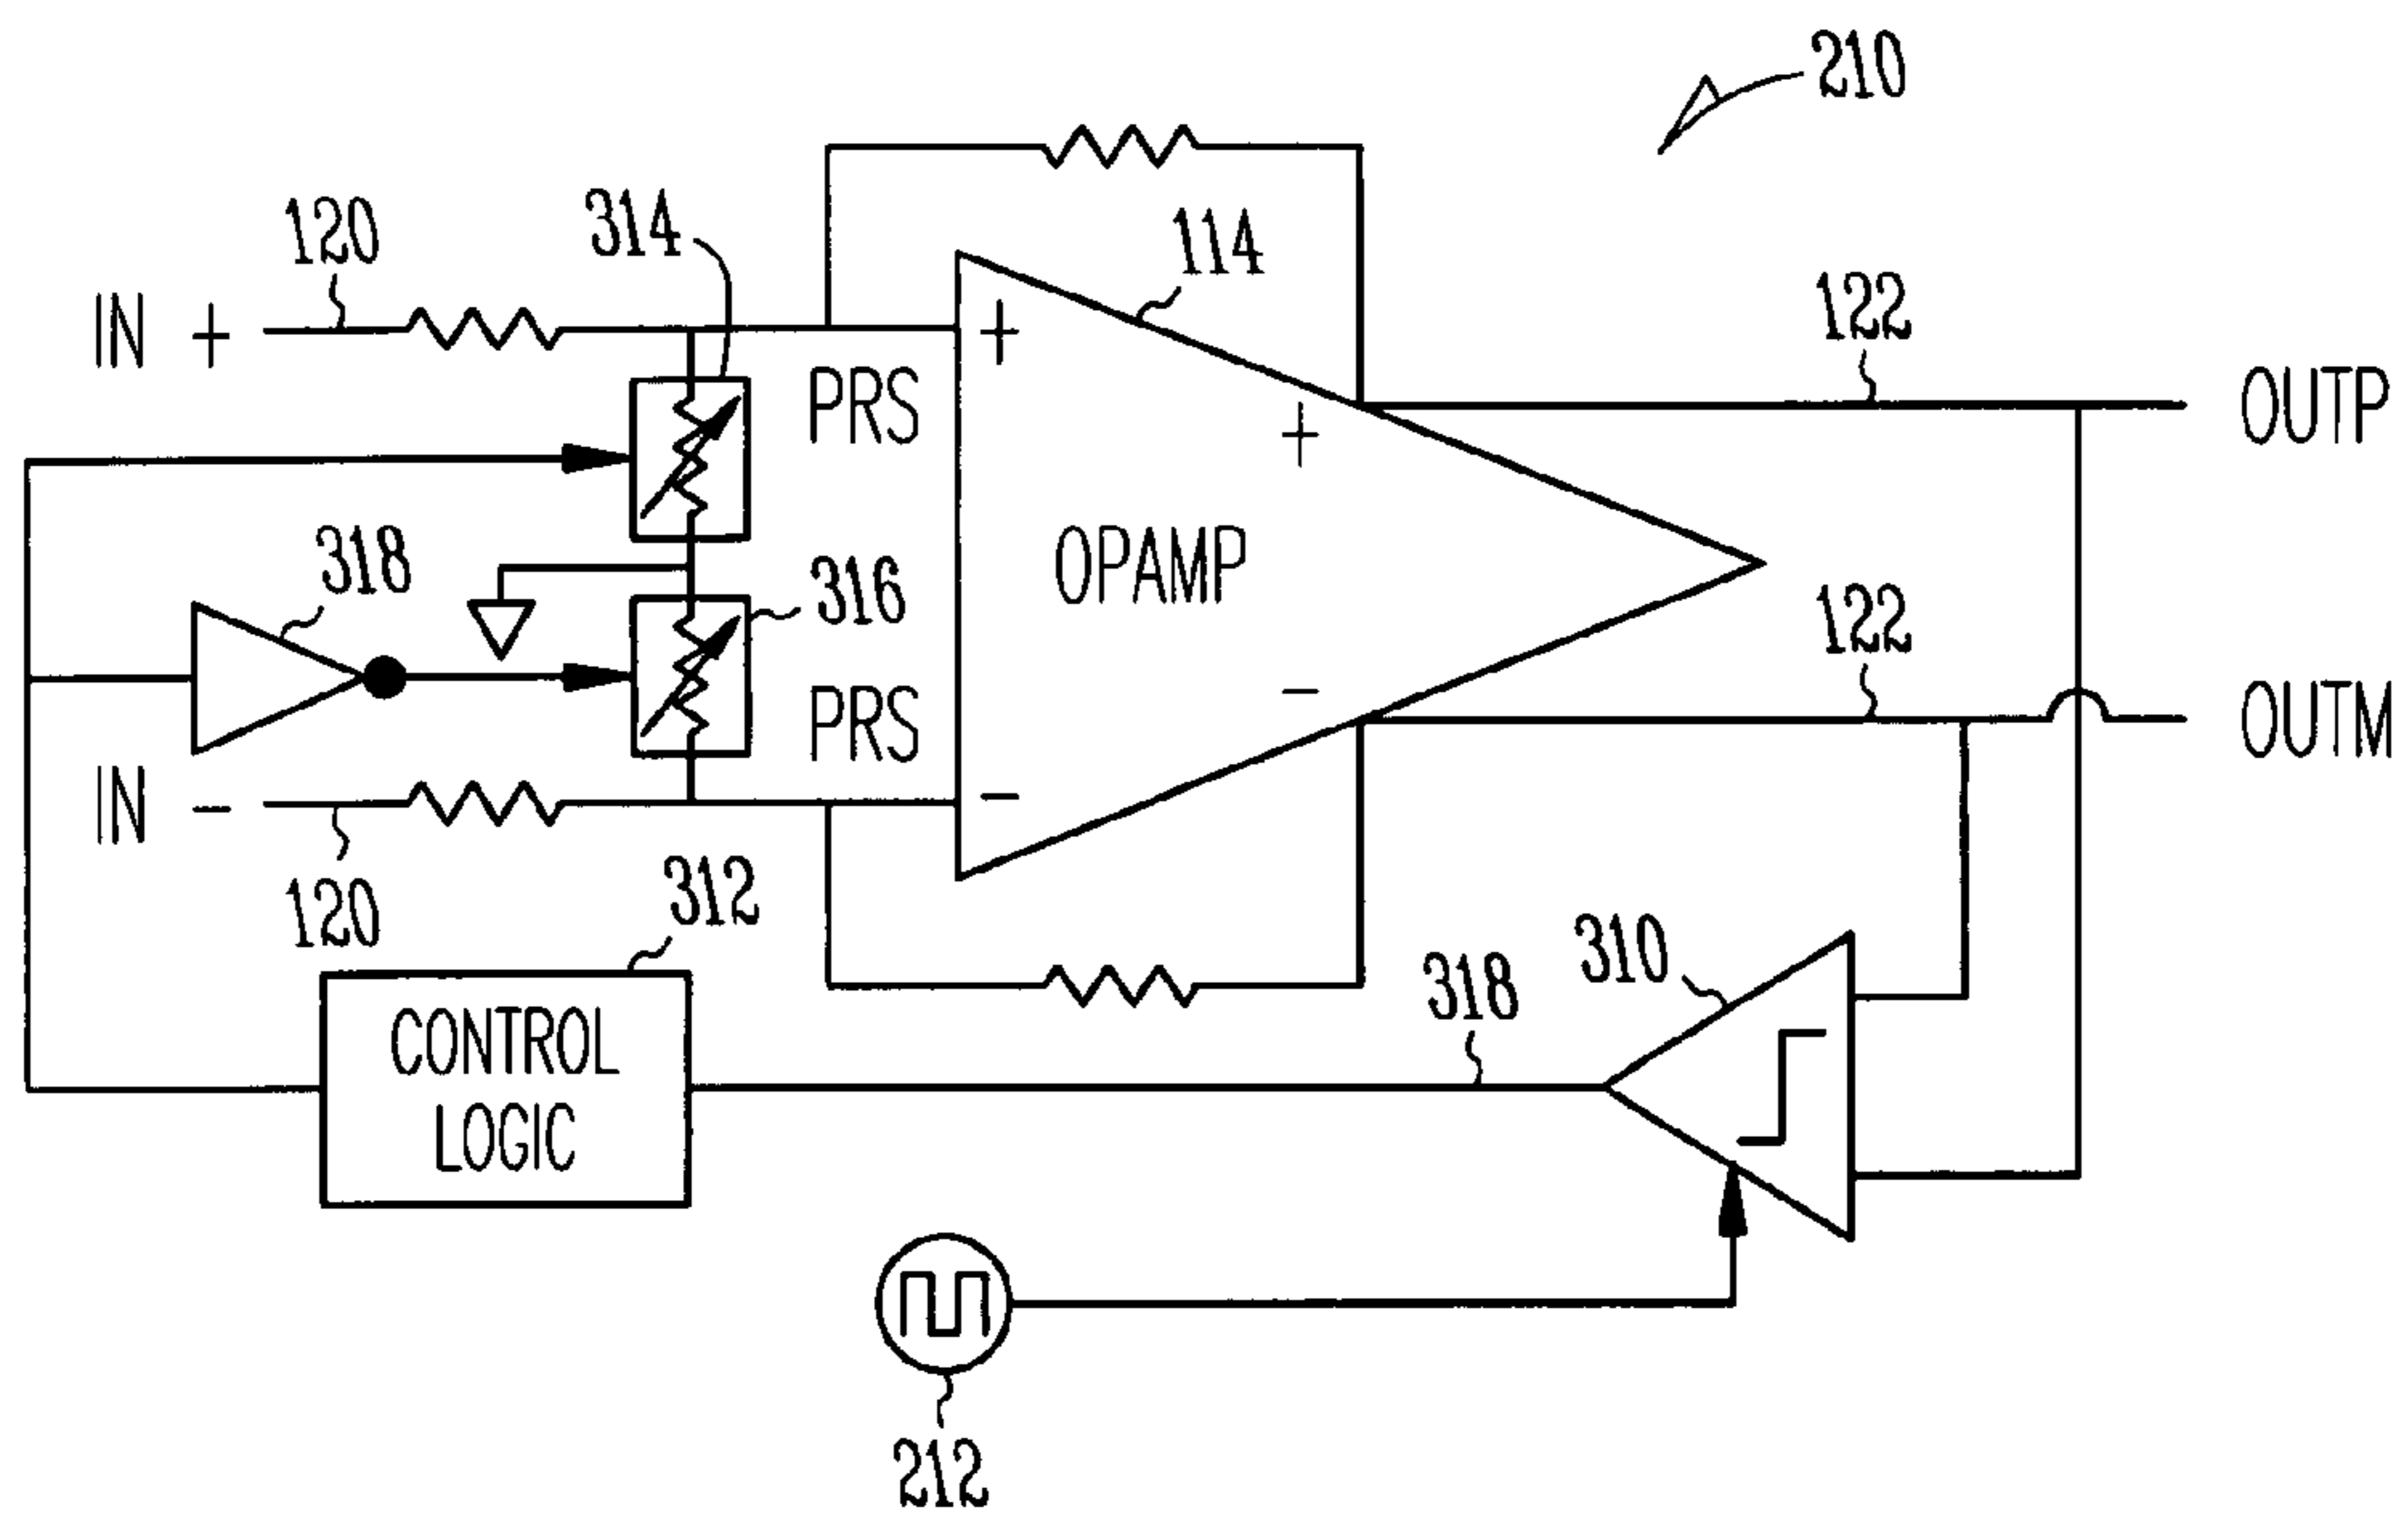 210
120
314
114
122
IN +
+
PRS
+
OUTP
318
316
OPAMP
122
PRS
−
OUTM
IN −
−
120
312
310
318
CONTROL
LOGIC
212